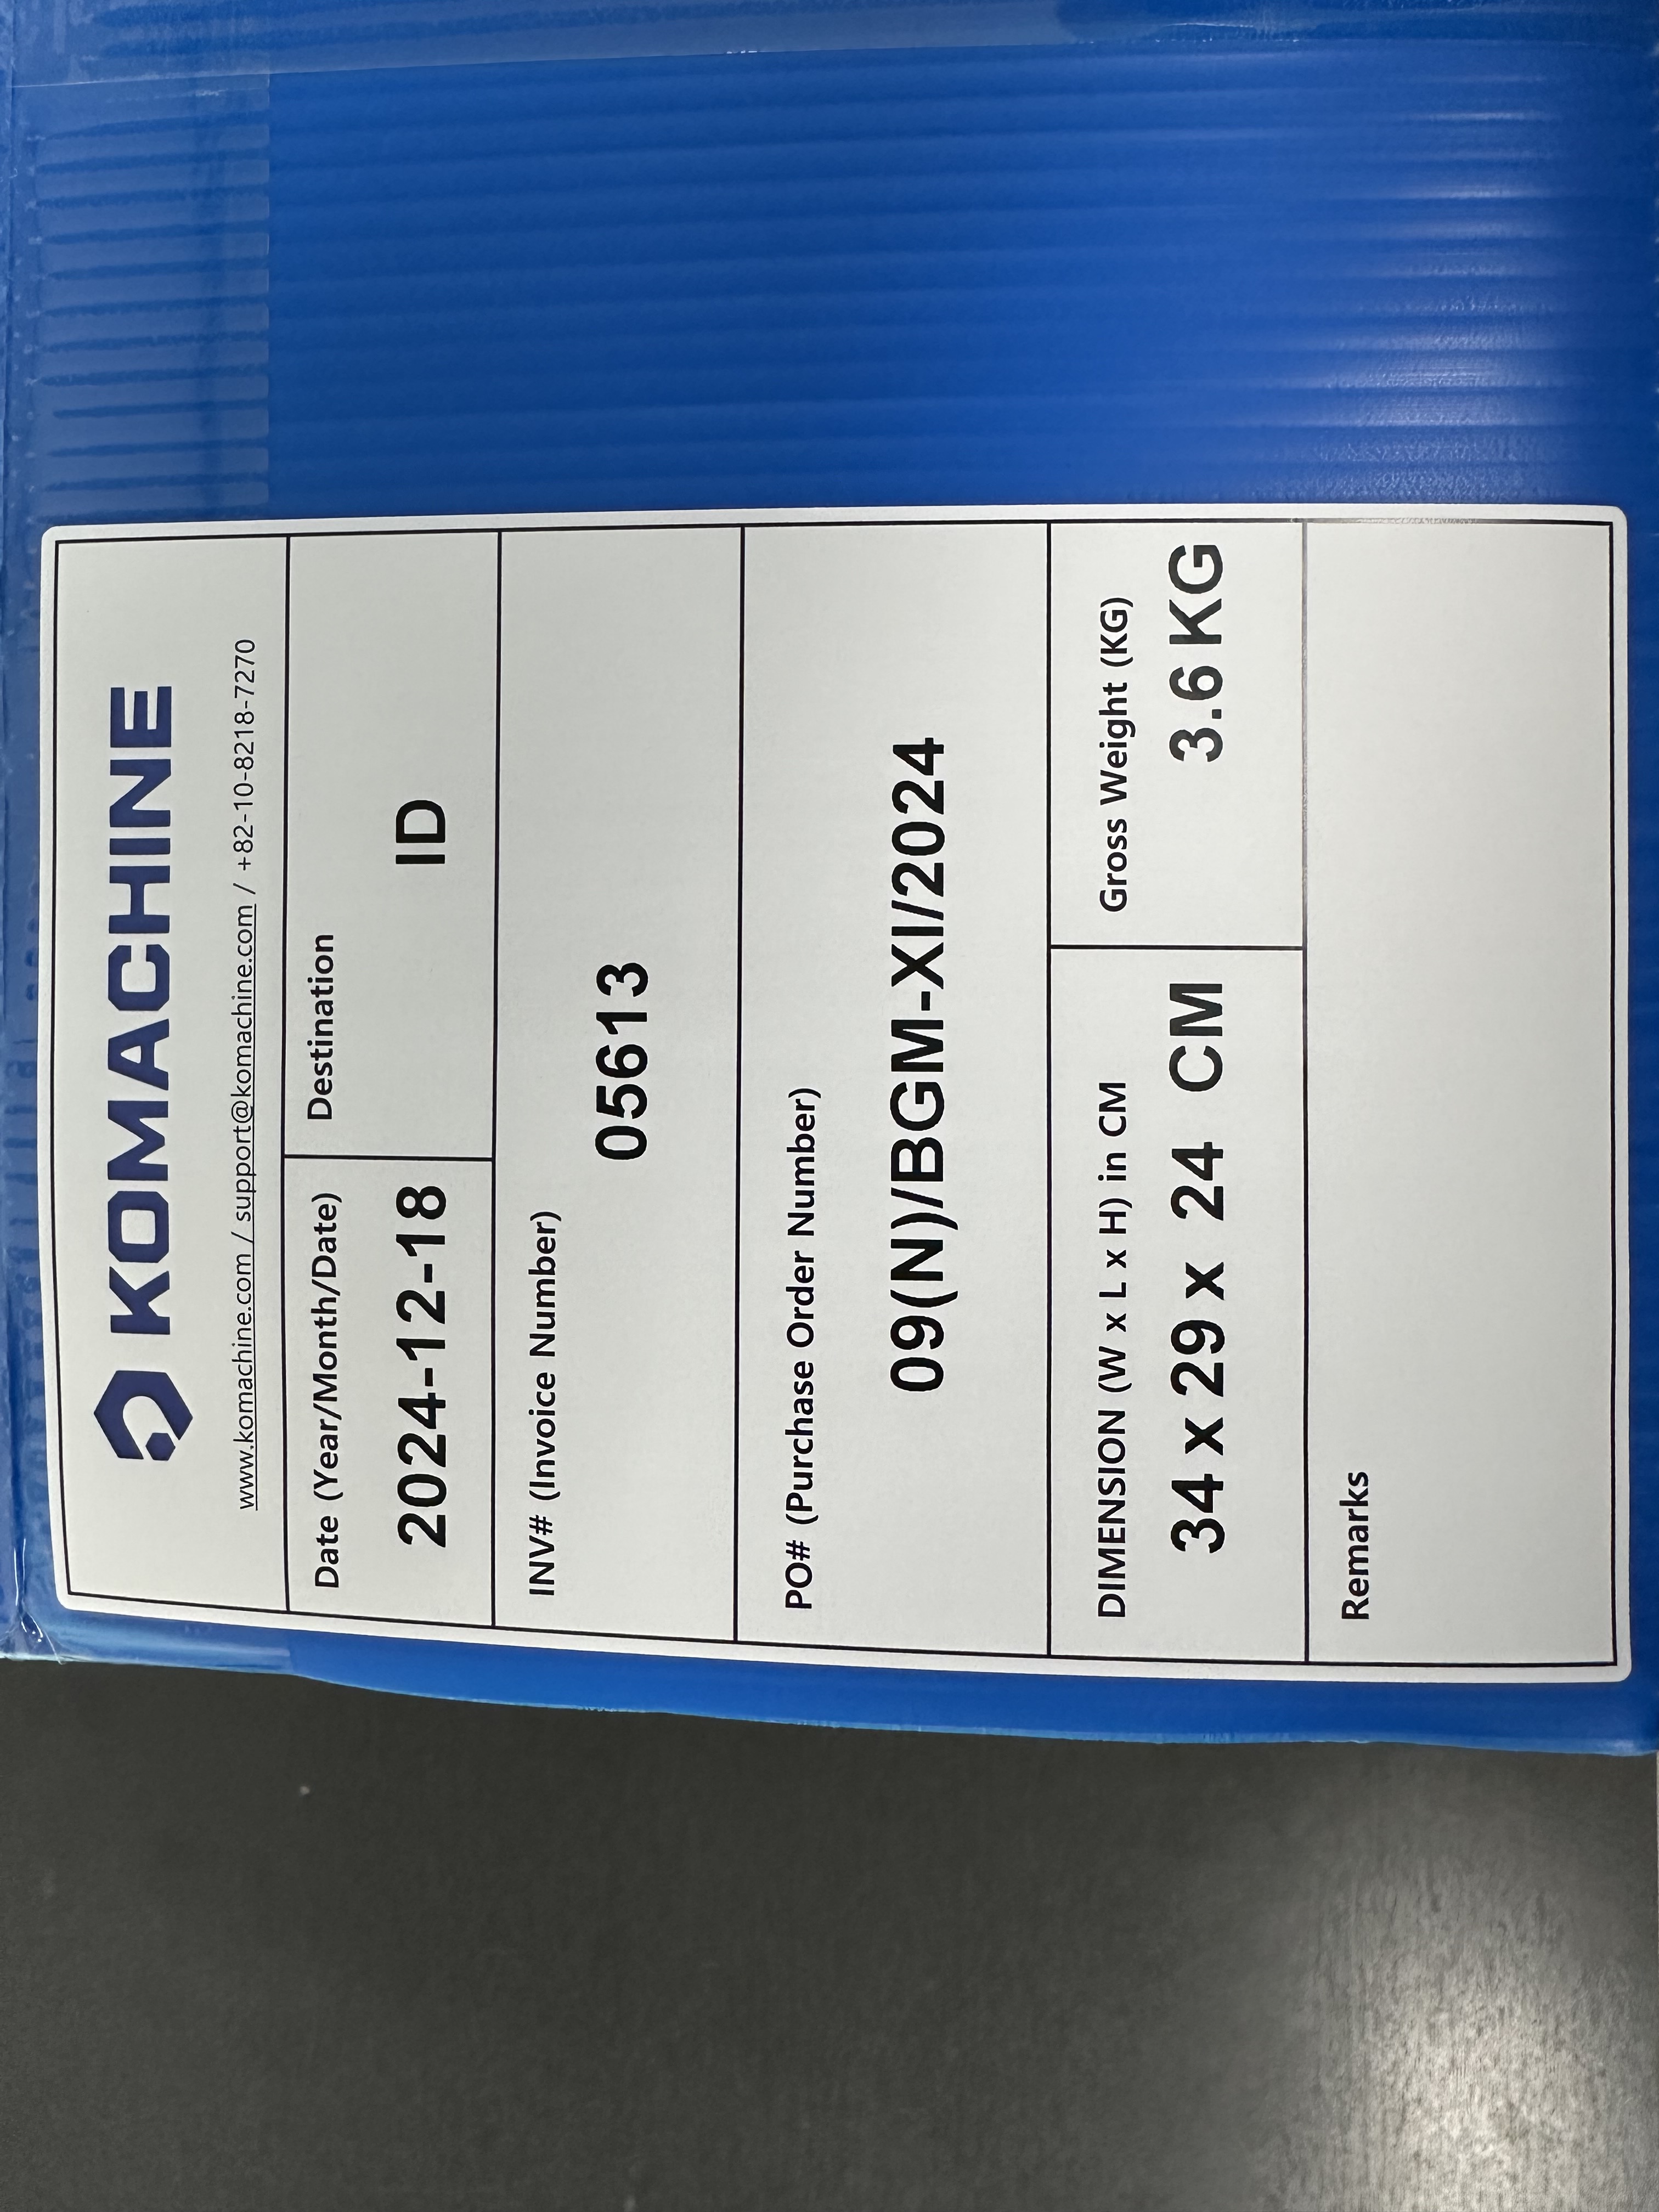 KOMACHINE
www.komachine.com / support@komachine.com / +82-10-8218-7270
Date (Year/Month/Date)
2024-12-18
Destination
ID
INV# (Invoice Number)
05613
PO# (Purchase Order Number)
09(N)/BGM-XI/2024
DIMENSION (W x L x H) in CM
34 x 29 x 24 CM
Gross Weight (KG)
3.6 KG
Remarks